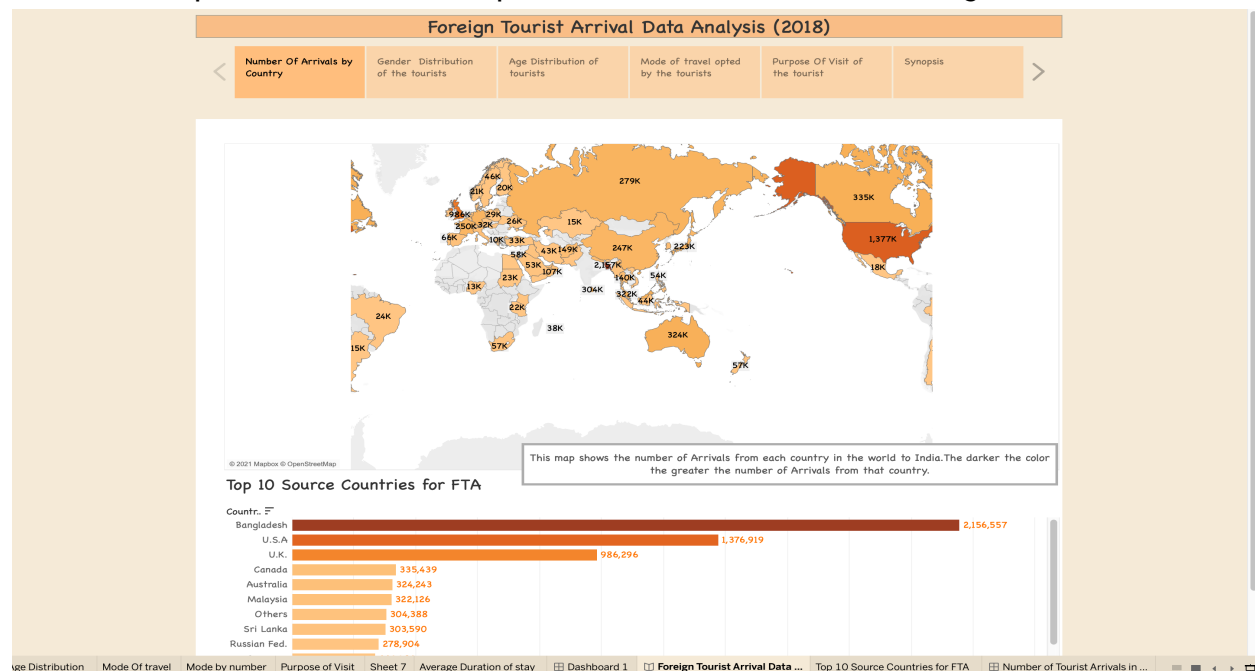 Foreign Tourist Arrival Data Analysis (2018)
Number Of Arrivals by
Country
Gender Distribution
of the tourists
Age Distribution of
tourists
Mode of travel opted
by the tourists
Purpose Of Visit of
the tourist
Synopsis
46K
21K
20K
279K
335K
986K
29K
250K
32K
26K
15K
66K
10K
33K
43K
149K
247K
223K
1,377K
58K
53K
107K
2,157K
140K
54K
18K
13K
23K
304K
322K
44K
22K
24K
38K
15K
57K
324K
57K
© 2021 Mapbox © OpenStreetMap
This map shows the number of Arrivals from each country in the world to India.The darker the color
the greater the number of Arrivals from that country.
Top 10 Source Countries for FTA
Countr..
Bangladesh 2,156,557
U.S.A 1,376,919
U.K. 986,296
Canada 335,439
Australia 324,243
Malaysia 322,126
Others 304,388
Sri Lanka 303,590
Russian Fed. 278,904
ge Distribution Mode Of travel Mode by number Purpose of Visit Sheet 7 Average Duration of stay Dashboard 1 Foreign Tourist Arrival Data ... Top 10 Source Countries for FTA Number of Tourist Arrivals in ...